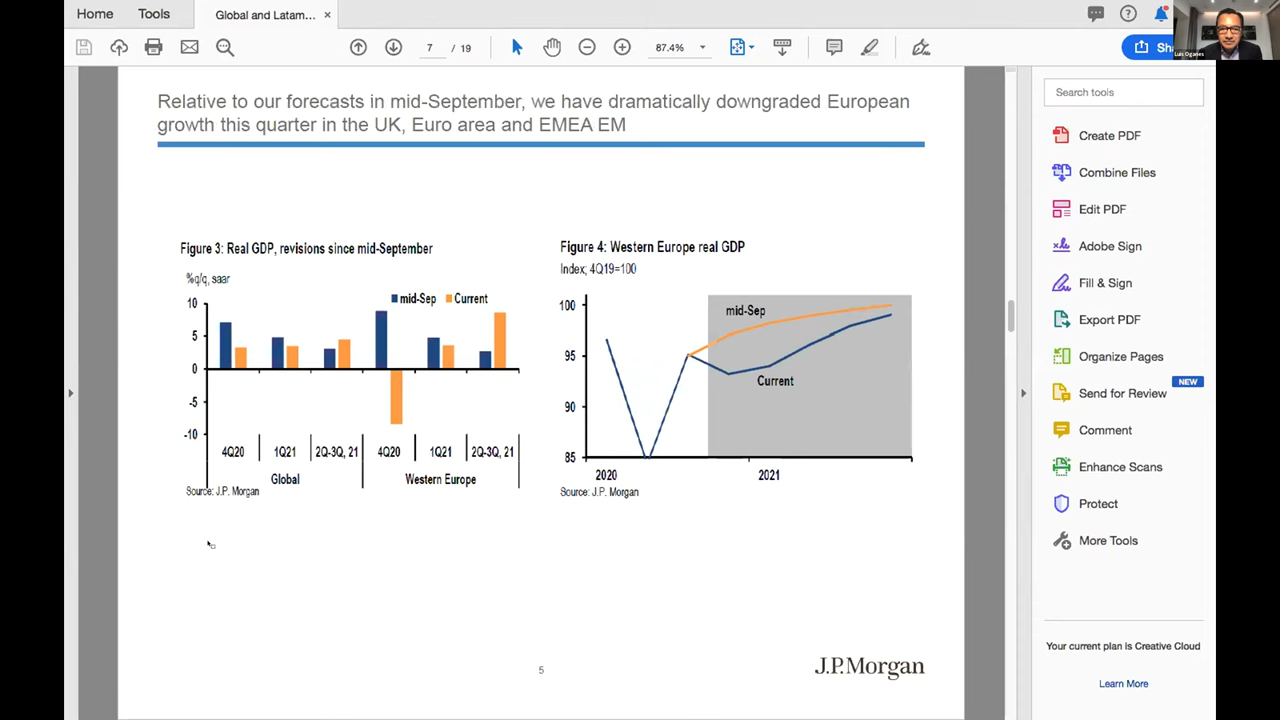 Home
Tools
Global and Latam... ×
7 / 19
87.4%
Sha
Luis Oganes
Relative to our forecasts in mid-September, we have dramatically downgraded European
growth this quarter in the UK, Euro area and EMEA EM
Figure 3: Real GDP, revisions since mid-September
%q/q, saar
mid-Sep Current
10
5
0
-5
-10
4Q20 1Q21 2Q-3Q, 21 4Q20 1Q21 2Q-3Q, 21
Global Western Europe
Source: J.P. Morgan
Figure 4: Western Europe real GDP
Index; 4Q19=100
100
95
90
85
mid-Sep
Current
2020 2021
Source: J.P. Morgan
5
J.P.Morgan
Search tools
Create PDF
Combine Files
Edit PDF
Adobe Sign
Fill & Sign
Export PDF
Organize Pages
Send for Review NEW
Comment
Enhance Scans
Protect
More Tools
Your current plan is Creative Cloud
Learn More